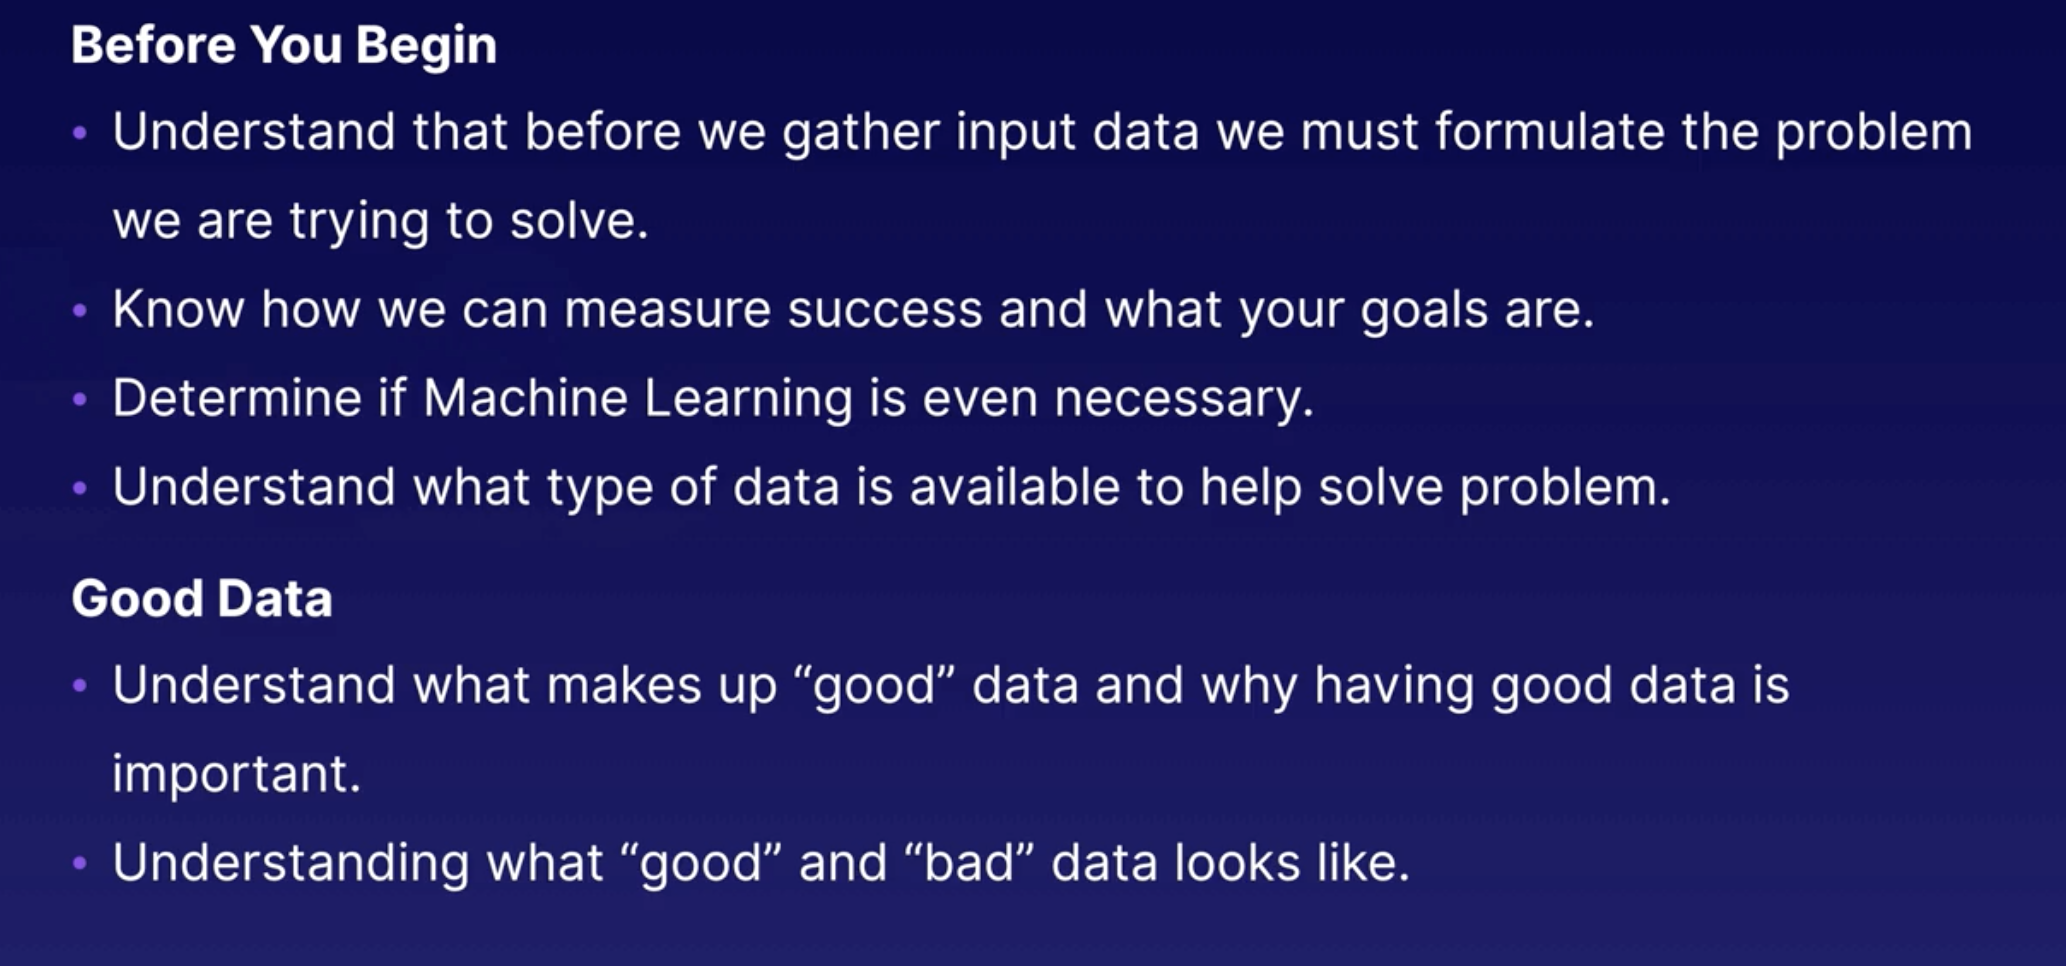 Before You Begin
• Understand that before we gather input data we must formulate the problem
we are trying to solve.
• Know how we can measure success and what your goals are.
• Determine if Machine Learning is even necessary.
• Understand what type of data is available to help solve problem.
Good Data
• Understand what makes up “good” data and why having good data is
important.
• Understanding what “good” and “bad” data looks like.